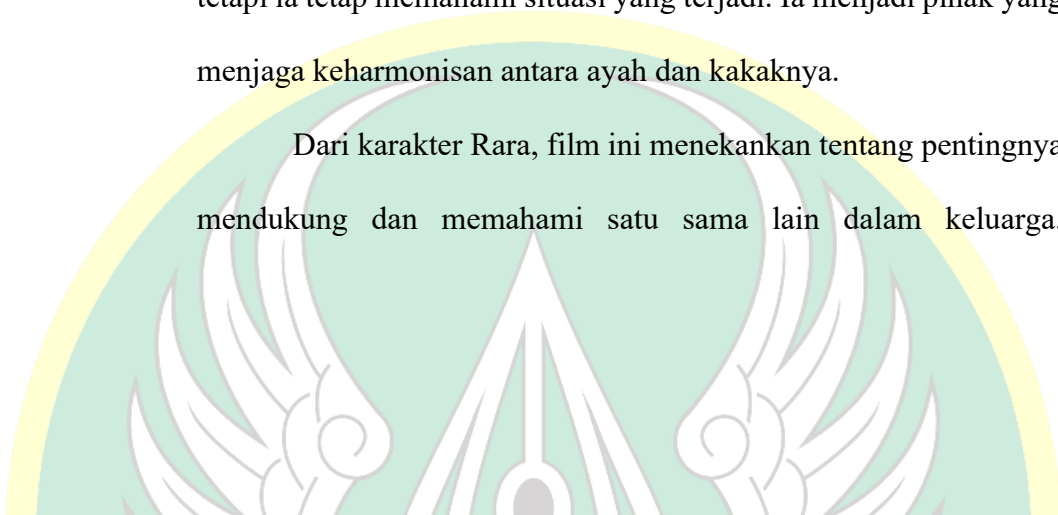 tetapi ia tetap memahami situasi yang terjadi. Ia menjadi pihak yang
menjaga keharmonisan antara ayah dan kakaknya.
Dari karakter Rara, film ini menekankan tentang pentingnya
mendukung dan memahami satu sama lain dalam keluarga.